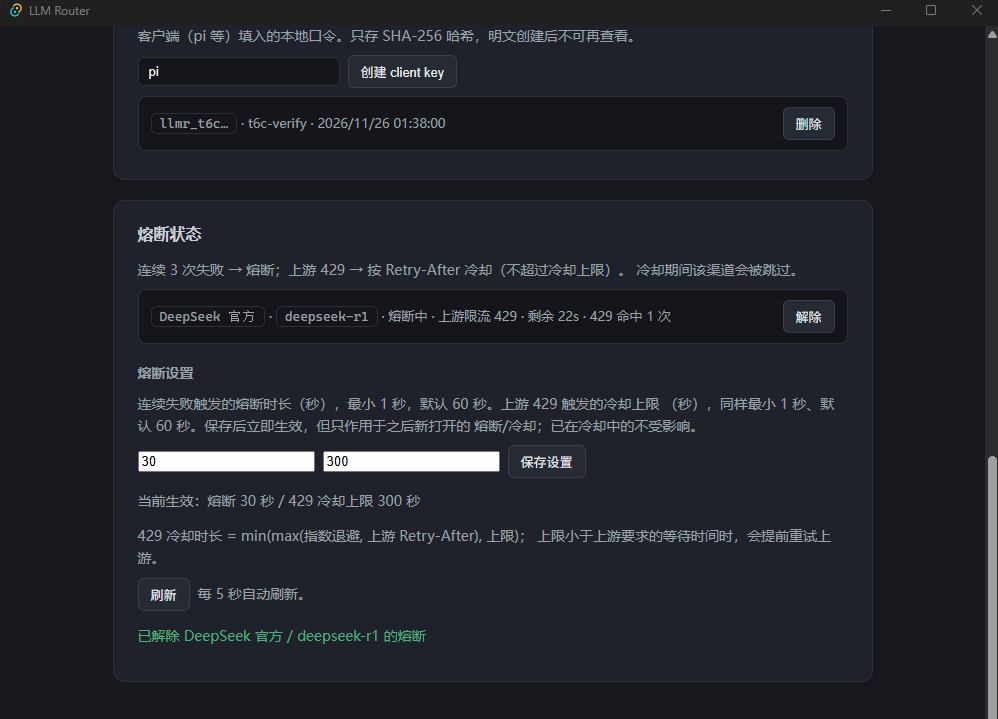 LLM Router
客户端（pi 等）填入的本地口令。只存 SHA-256 哈希，明文创建后不可再查看。
pi 创建 client key
llmr_t6c… · t6c-verify · 2026/11/26 01:38:00 删除
熔断状态
连续 3 次失败 → 熔断；上游 429 → 按 Retry-After 冷却（不超过冷却上限）。 冷却期间该渠道会被跳过。
DeepSeek 官方 · deepseek-r1 · 熔断中 · 上游限流 429 · 剩余 22s · 429 命中 1 次 解除
熔断设置
连续失败触发的熔断时长（秒），最小 1 秒，默认 60 秒。上游 429 触发的冷却上限 （秒），同样最小 1 秒、默
认 60 秒。保存后立即生效，但只作用于之后新打开的 熔断/冷却；已在冷却中的不受影响。
30 300 保存设置
当前生效：熔断 30 秒 / 429 冷却上限 300 秒
429 冷却时长 = min(max(指数退避, 上游 Retry-After), 上限)； 上限小于上游要求的等待时间时，会提前重试上
游。
刷新 每 5 秒自动刷新。
已解除 DeepSeek 官方 / deepseek-r1 的熔断